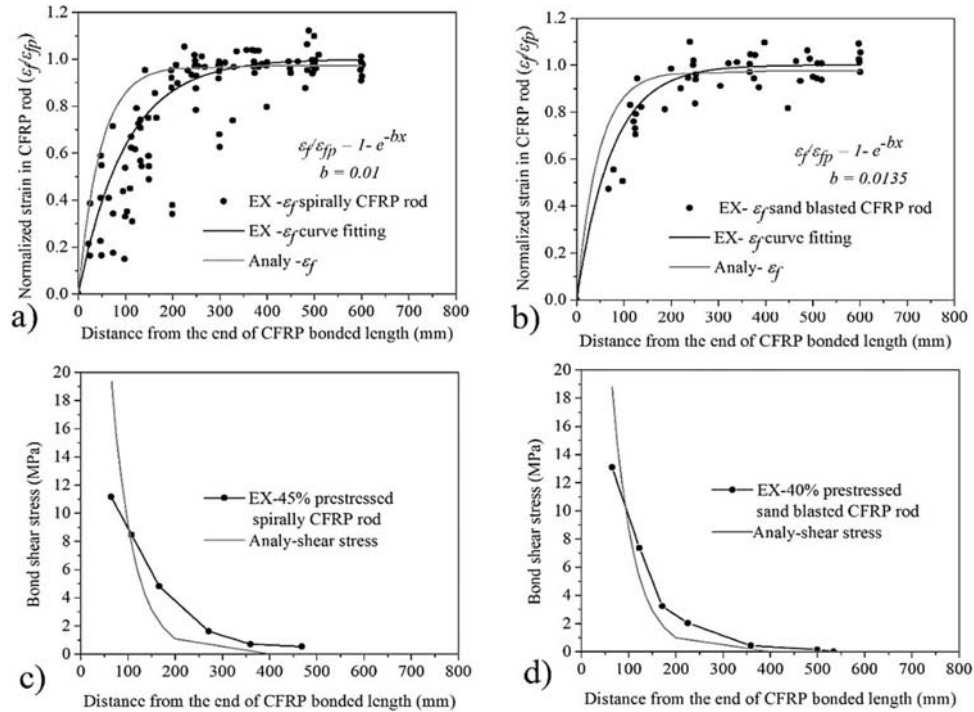 Normalized strain in CFRP rod (εf/εfp)
1.2
1.0
0.8
0.6
0.4
0.2
0.0
εf/εfp – 1- e^-bx
b = 0.01
EX -εf spirally CFRP rod
EX -εf curve fitting
Analy -εf
0 100 200 300 400 500 600 700 800
a) Distance from the end of CFRP bonded length (mm)
Normalized strain in CFRP rod (εf/εfp)
1.2
1.0
0.8
0.6
0.4
0.2
0.0
εf/εfp – 1- e^-bx
b = 0.0135
EX- εf sand blasted CFRP rod
EX- εf curve fitting
Analy- εf
0 100 200 300 400 500 600 700 800
b) Distance from the end of CFRP bonded length (mm)
Bond shear stress (MPa)
20
18
16
14
12
10
8
6
4
2
0
EX-45% prestressed
spirally CFRP rod
Analy-shear stress
0 100 200 300 400 500 600 700 800
c) Distance from the end of CFRP bonded length (mm)
Bond shear stress (MPa)
20
18
16
14
12
10
8
6
4
2
0
EX-40% prestressed
sand blasted CFRP rod
Analy-shear stress
0 100 200 300 400 500 600 700 800
d) Distance from the end of CFRP bonded length (mm)